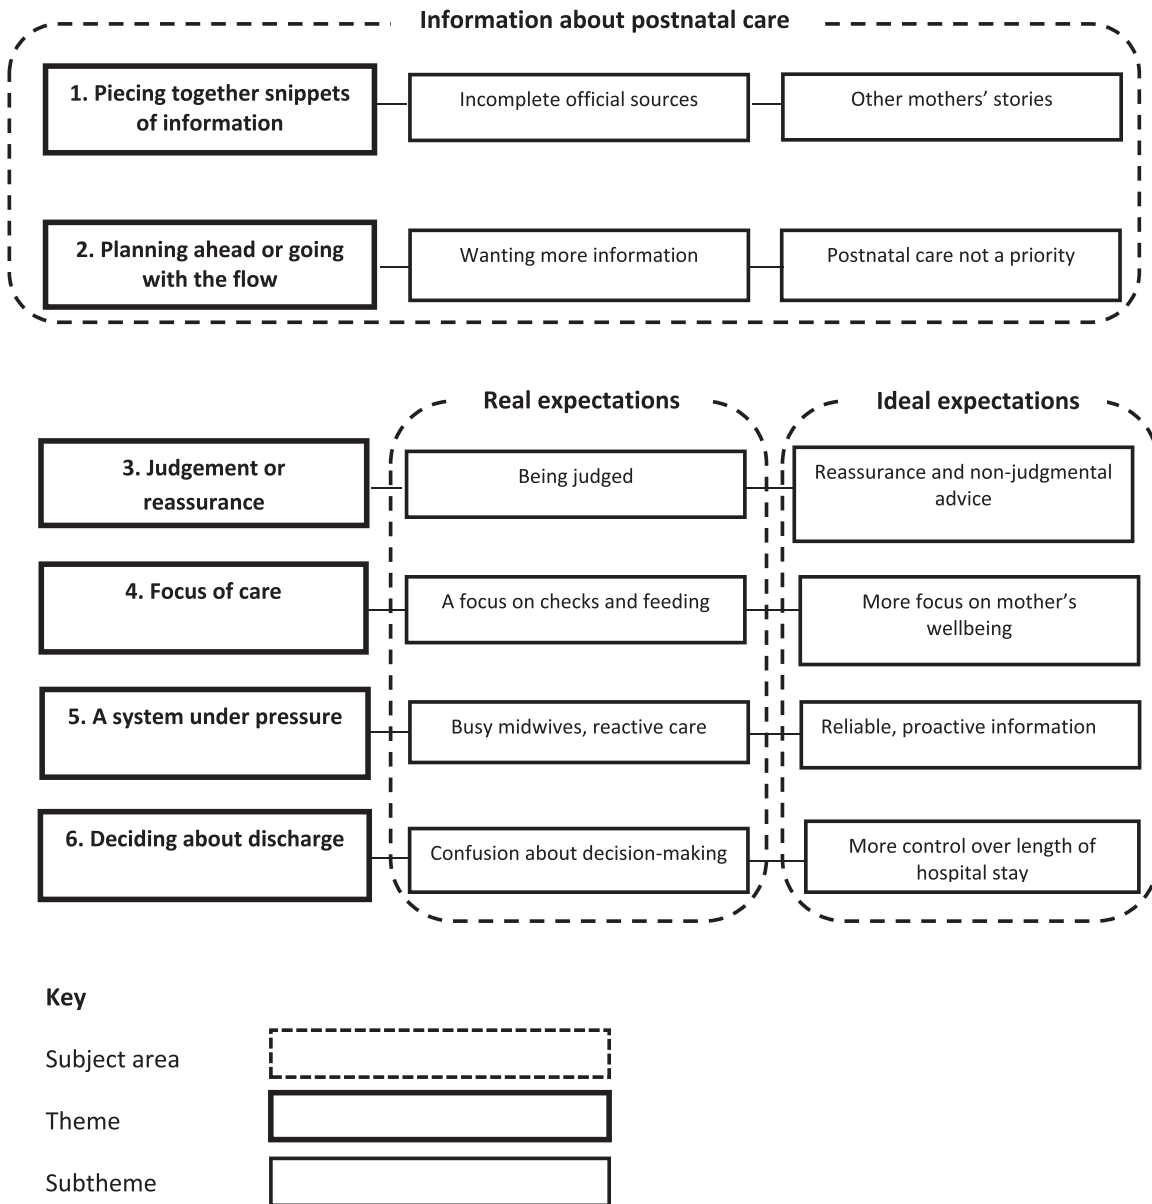 Information about postnatal care
1. Piecing together snippets
of information
Incomplete official sources
Other mothers’ stories
2. Planning ahead or going
with the flow
Wanting more information
Postnatal care not a priority
Real expectations
Ideal expectations
3. Judgement or
reassurance
Being judged
Reassurance and non-judgmental
advice
4. Focus of care
A focus on checks and feeding
More focus on mother’s
wellbeing
5. A system under pressure
Busy midwives, reactive care
Reliable, proactive information
6. Deciding about discharge
Confusion about decision-making
More control over length of
hospital stay
Key
Subject area
Theme
Subtheme